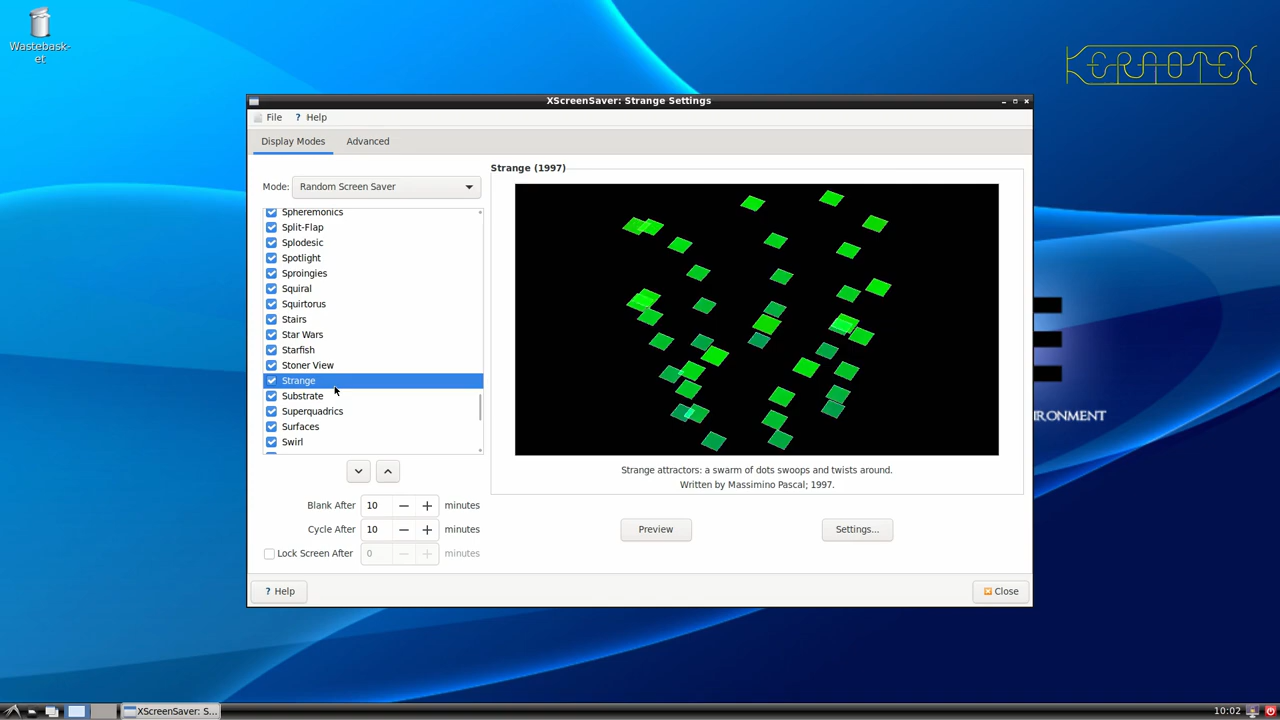 Wastebask-
et
KERAOTEX
XScreenSaver: Strange Settings
File
? Help
Display Modes
Advanced
Mode:
Random Screen Saver
Spheremonics
Split-Flap
Splodesic
Spotlight
Sproingies
Squiral
Squirtorus
Stairs
Star Wars
Starfish
Stoner View
Strange
Substrate
Superquadrics
Surfaces
Swirl
Blank After
10
minutes
Cycle After
10
minutes
Lock Screen After
0
minutes
Strange (1997)
Strange attractors: a swarm of dots swoops and twists around.
Written by Massimino Pascal; 1997.
Preview
Settings...
? Help
Close
E
IRONMENT
XScreenSaver: S...
10:02